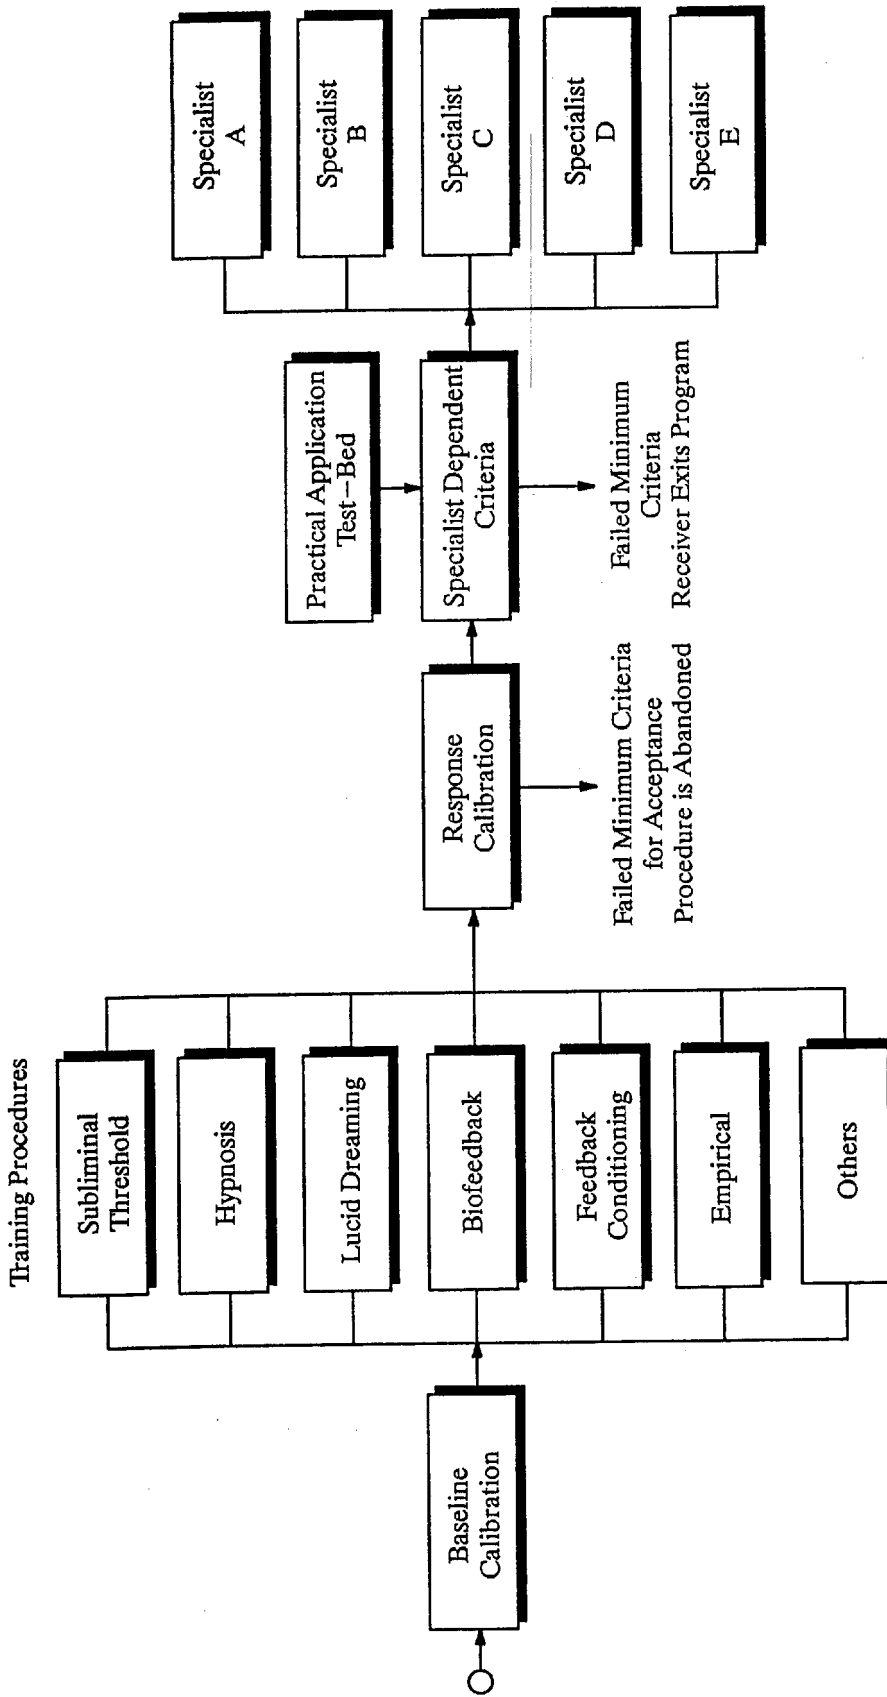 Training Procedures
Baseline
Calibration
Subliminal
Threshold
Hypnosis
Lucid Dreaming
Biofeedback
Feedback
Conditioning
Empirical
Others
Response
Calibration
Failed Minimum Criteria
for Acceptance
Procedure is Abandoned
Practical Application
Test—Bed
Specialist Dependent
Criteria
Failed Minimum
Criteria
Receiver Exits Program
Specialist
A
Specialist
B
Specialist
C
Specialist
D
Specialist
E